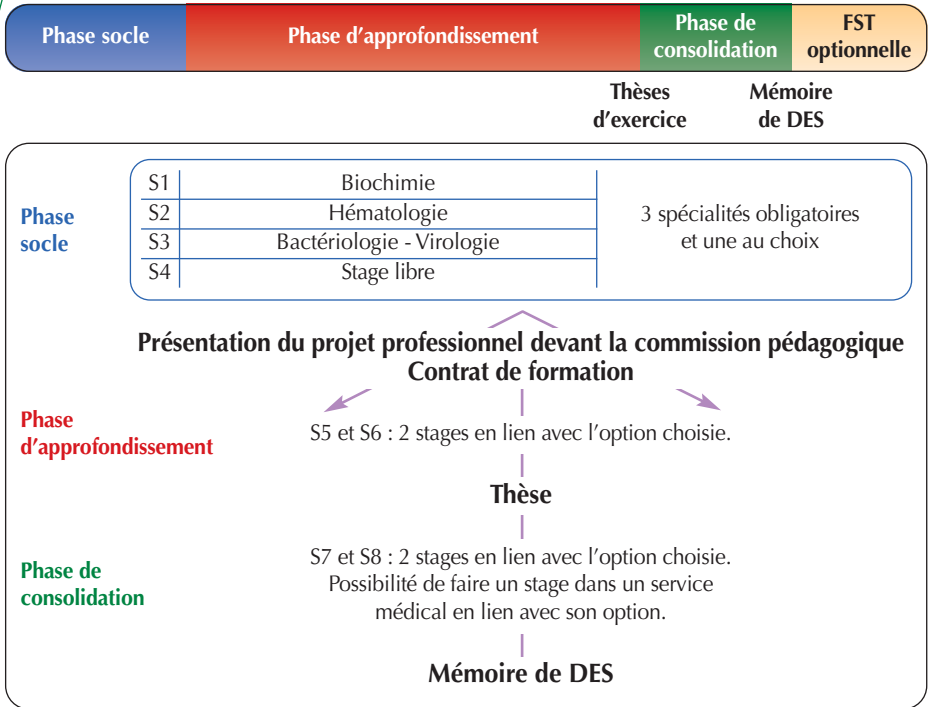 Phase socle
Phase d'approfondissement
Phase de
consolidation
FST
optionnelle
Thèses
d'exercice
Mémoire
de DES
Phase
socle
S1 Biochimie
S2 Hématologie
S3 Bactériologie - Virologie
S4 Stage libre
3 spécialités obligatoires
et une au choix
Présentation du projet professionnel devant la commission pédagogique
Contrat de formation
Phase
d'approfondissement
S5 et S6 : 2 stages en lien avec l'option choisie.
Thèse
Phase de
consolidation
S7 et S8 : 2 stages en lien avec l'option choisie.
Possibilité de faire un stage dans un service
médical en lien avec son option.
Mémoire de DES